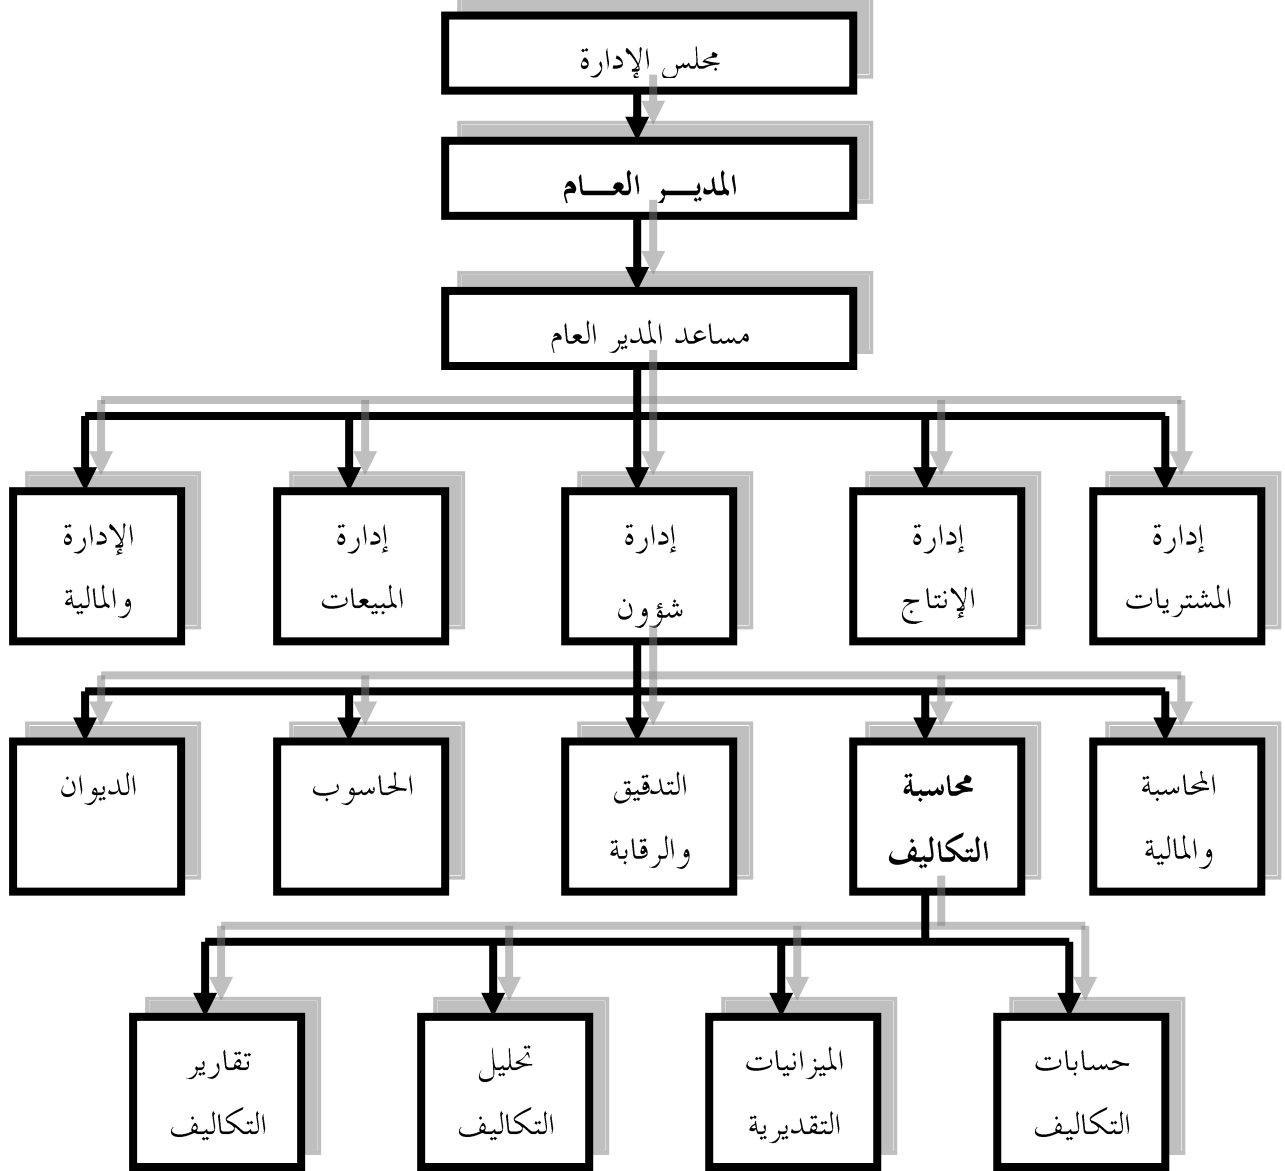 مجلس الإدارة
المديـــر العـــام
مساعد المدير العام
إدارة
المشتريات
إدارة
الإنتاج
إدارة
شؤون
إدارة
المبيعات
الإدارة
والمالية
المحاسبة
والمالية
محاسبة
التكاليف
التدقيق
والرقابة
الحاسوب
الديوان
حسابات
التكاليف
الميزانيات
التقديرية
تحليل
التكاليف
تقارير
التكاليف